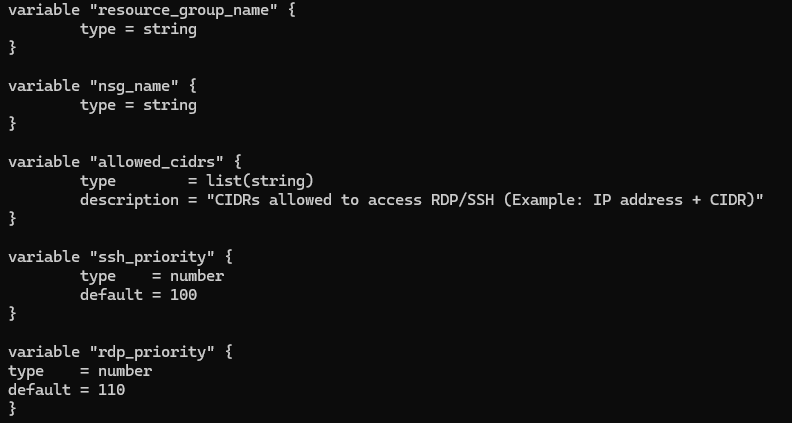 variable "resource_group_name" {
        type = string
}

variable "nsg_name" {
        type = string
}

variable "allowed_cidrs" {
        type        = list(string)
        description = "CIDRs allowed to access RDP/SSH (Example: IP address + CIDR)"
}

variable "ssh_priority" {
        type    = number
        default = 100
}

variable "rdp_priority" {
type    = number
default = 110
}